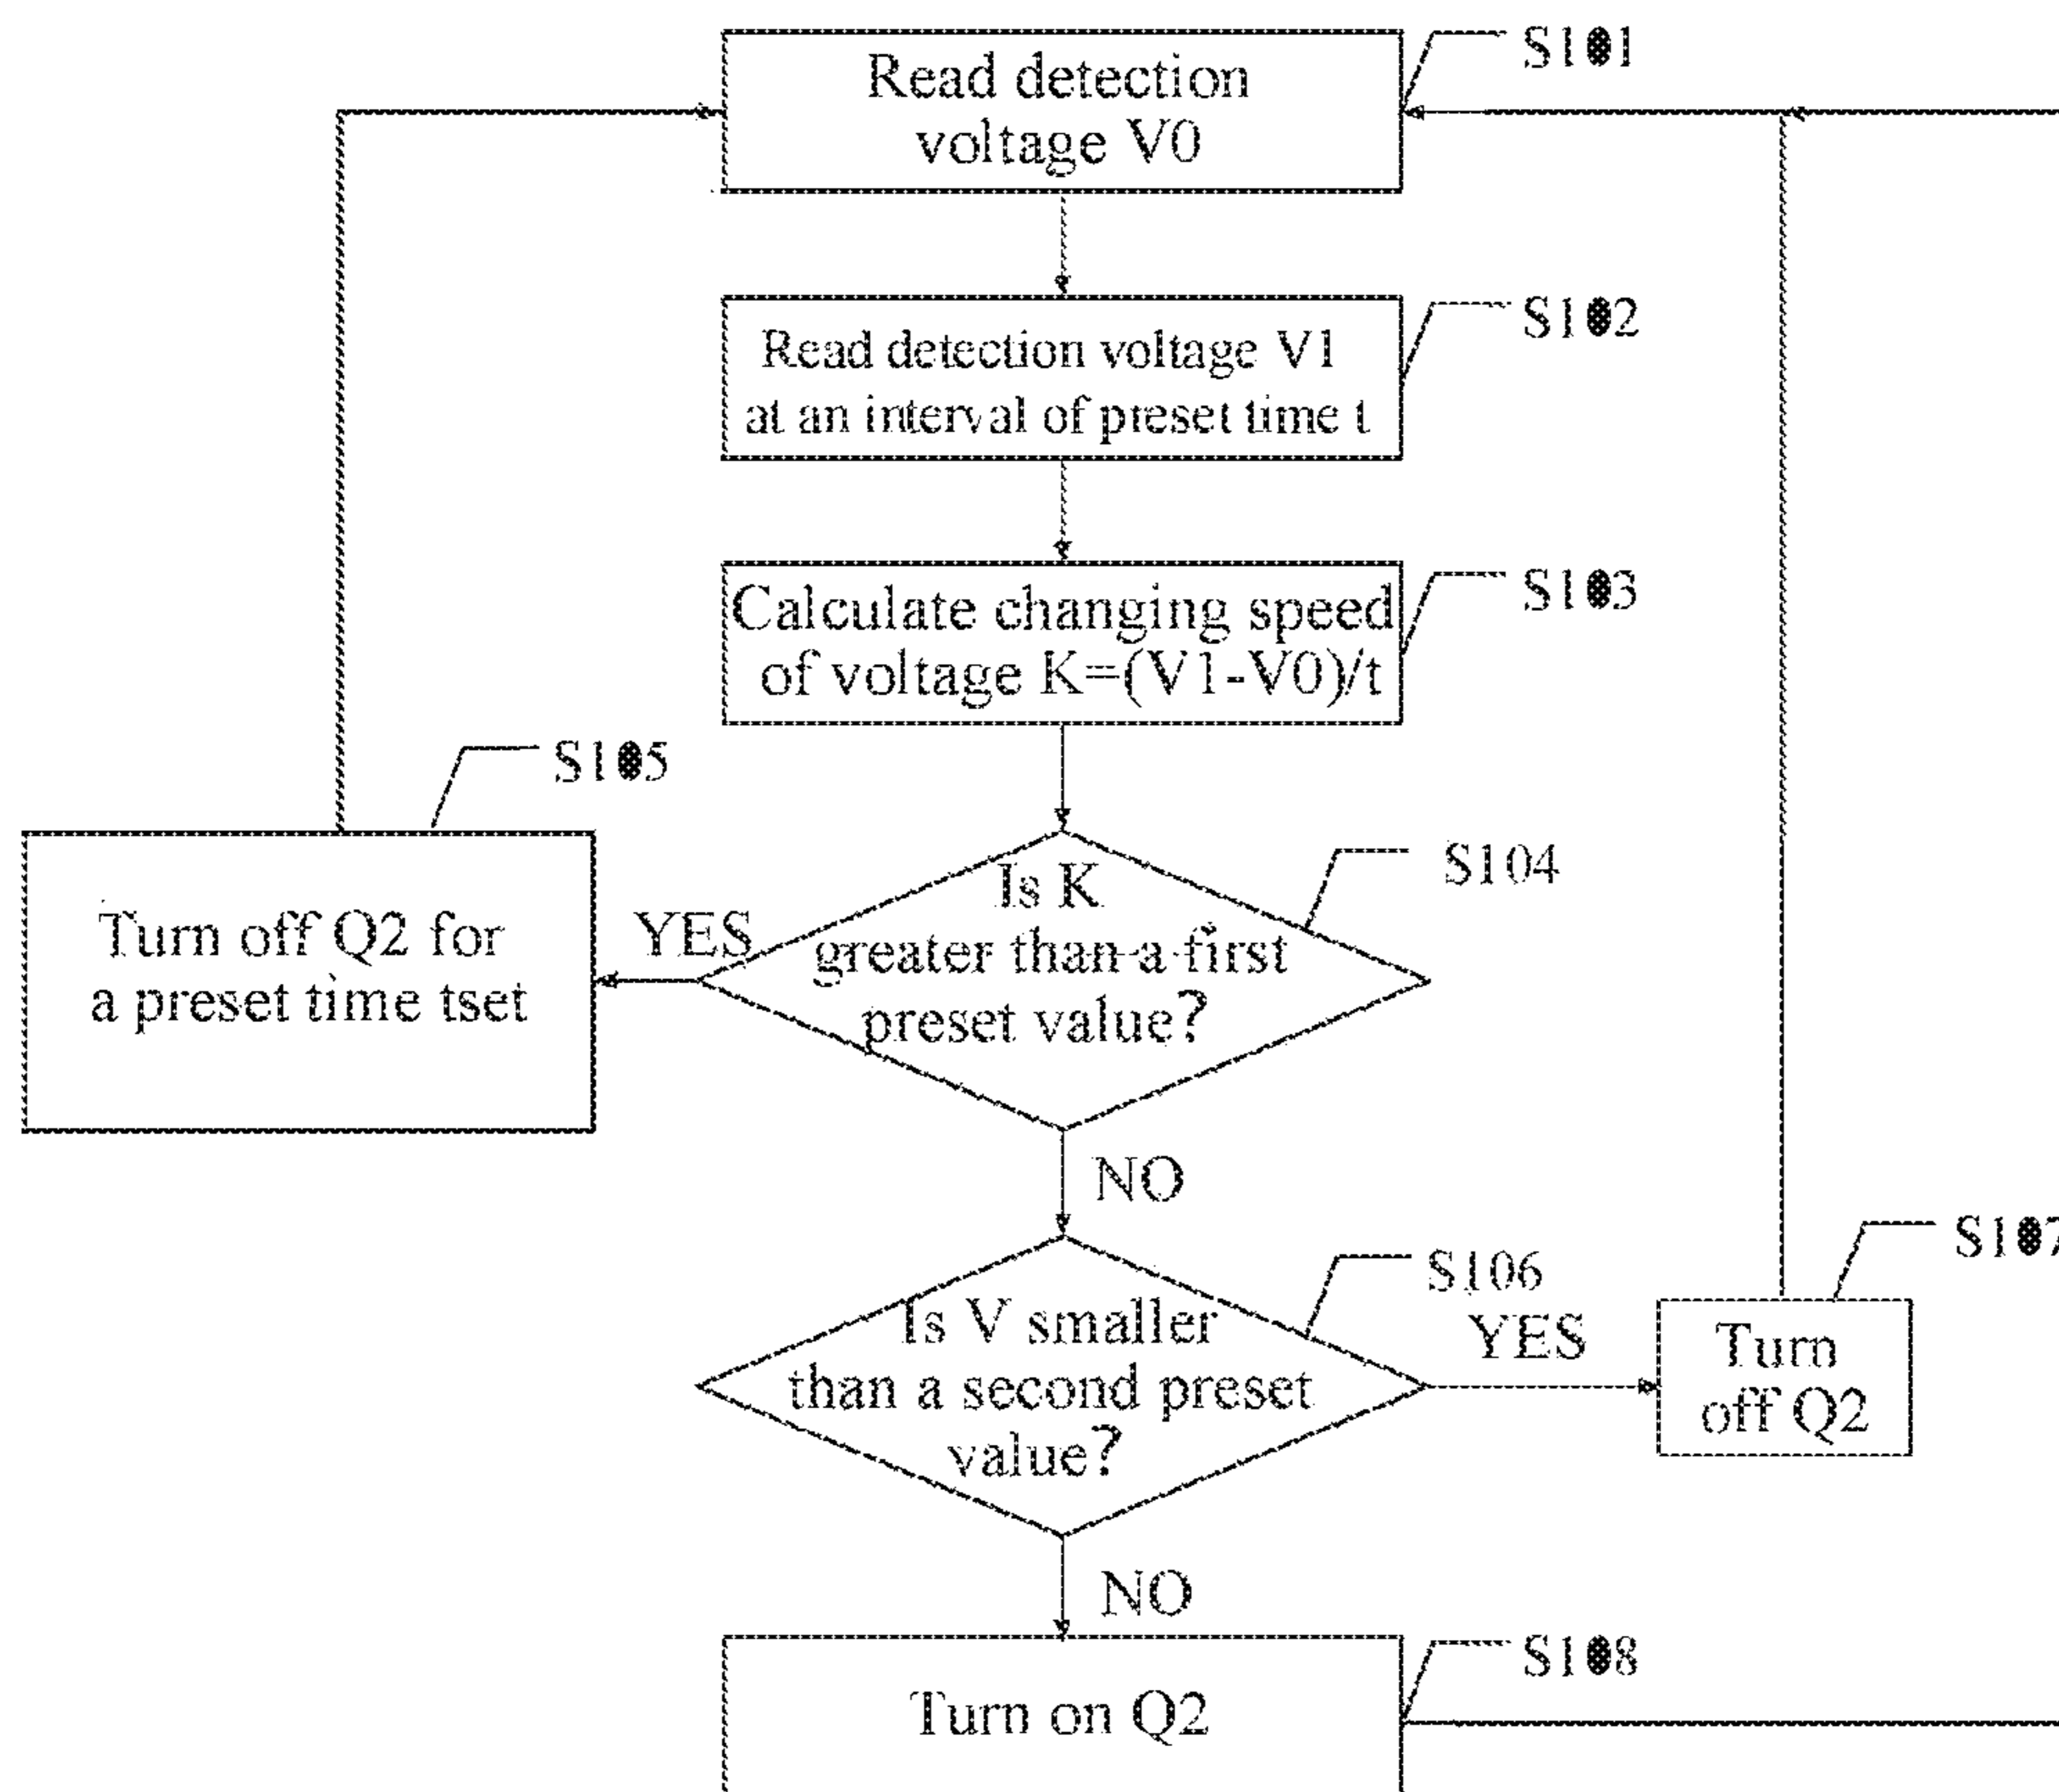 Read detection
voltage V0
S101
Read detection voltage V1
at an interval of preset time t
S102
Calculate changing speed
of voltage K=(V1-V0)/t
S103
S105
Turn off Q2 for
a preset time tset
YES
Is K
greater than a first
preset value?
S104
NO
Is V smaller
than a second preset
value?
S106
YES
S107
Turn
off Q2
NO
Turn on Q2
S108